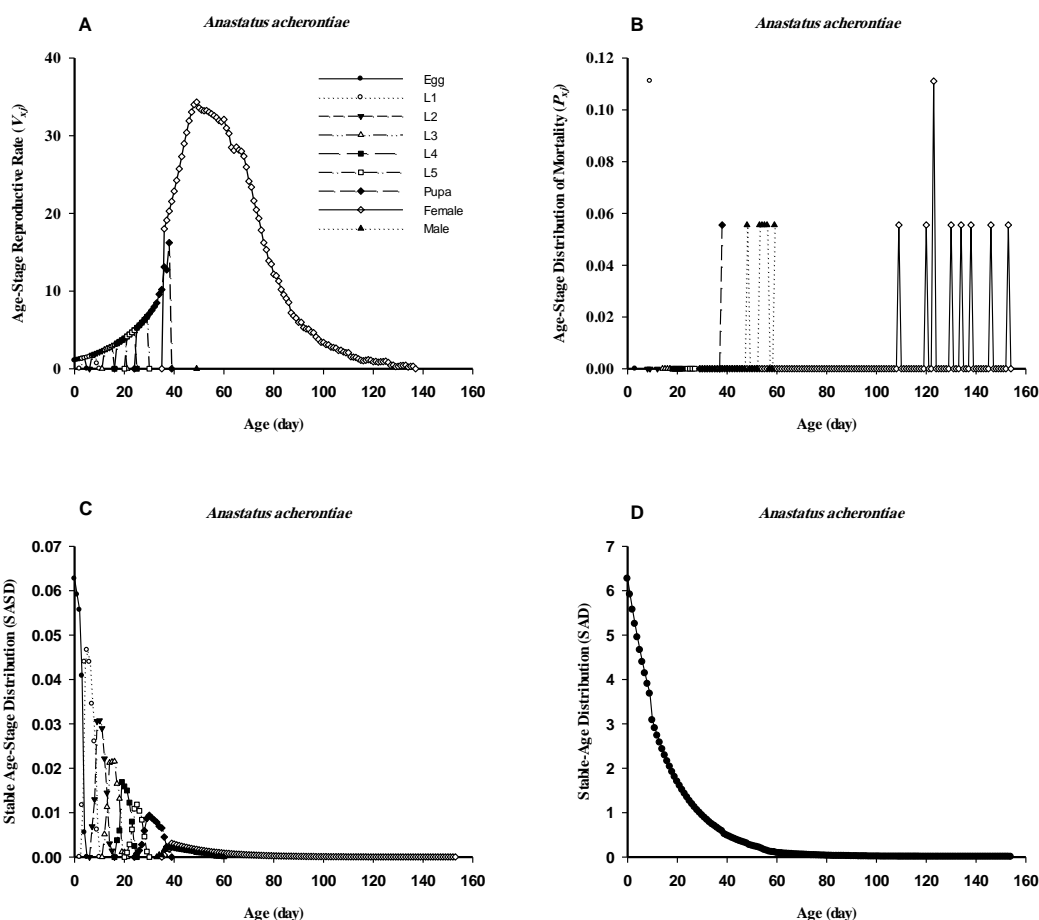 A
Anastatus acherontiae
Age-Stage Reproductive Rate (Vxj)
40
30
20
10
0
0 20 40 60 80 100 120 140 160
Age (day)
Egg
L1
L2
L3
L4
L5
Pupa
Female
Male
B
Anastatus acherontiae
Age-Stage Distribution of Mortality (Pxj)
0.12
0.10
0.08
0.06
0.04
0.02
0.00
0 20 40 60 80 100 120 140 160
Age (day)
C
Anastatus acherontiae
Stable Age-Stage Distribution (SASD)
0.07
0.06
0.05
0.04
0.03
0.02
0.01
0.00
0 20 40 60 80 100 120 140 160
Age (day)
D
Anastatus acherontiae
Stable-Age Distribution (SAD)
7
6
5
4
3
2
1
0
0 20 40 60 80 100 120 140 160
Age (day)